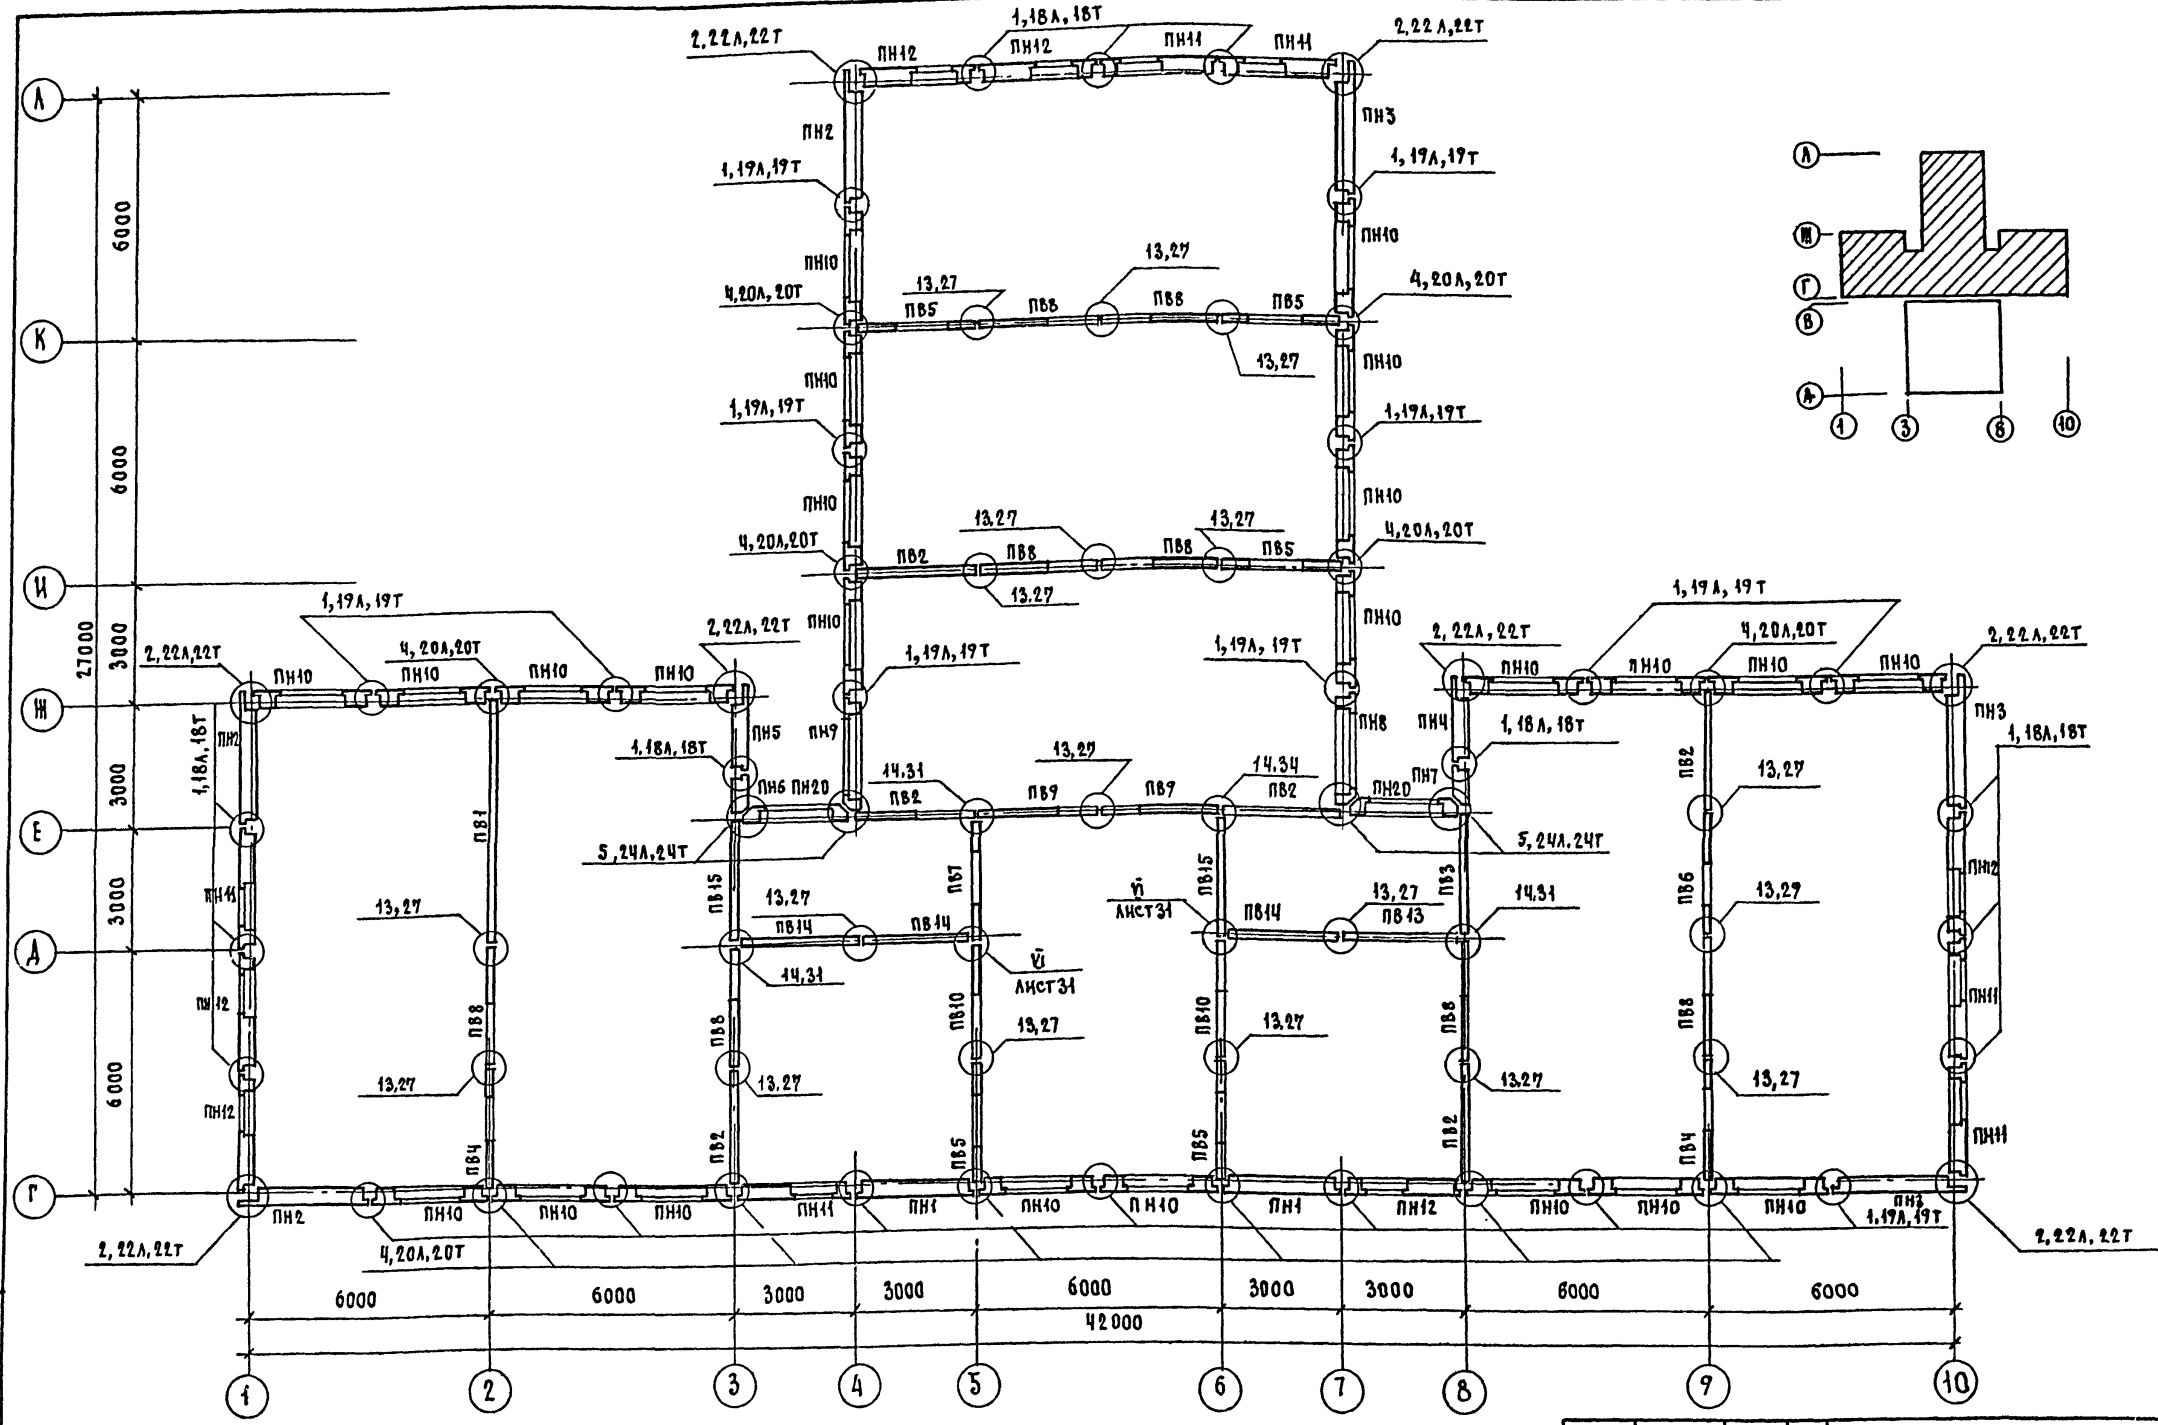 1,18Л,18Т
2,22Л,22Т
ПН12
ПН12
ПН11
ПН11
2,22Л,22Т
Л
ПН2
ПН3
1,19Л,19Т
1,19Л,19Т
6000
ПН10
ПН10
13,27
13,27
4,20Л,20Т
4,20Л,20Т
ПВ5
ПВ8
ПВ8
ПВ5
К
13,27
ПН10
ПН10
1,19Л,19Т
1,19Л,19Т
6000
ПН10
ПН10
13,27
13,27
4,20Л,20Т
4,20Л,20Т
ПВ2
ПВ8
ПВ8
ПВ5
И
13.27
Л
Ж
Г
В
А
1
3
8
10
27000
3000
1,19Л,19Т
2,22Л,22Т
ПН10
ПН10
1,19Л,19Т
2,22Л,22Т
4,20Л,20Т
1,19Л,19Т
1,19Л,19Т
2,22Л,22Т
4,20Л,20Т
2,22Л,22Т
ПН10
ПН10
ПН10
ПН10
ПН10
ПН10
ПН10
ПН10
Ж
1,18Л,18Т
ПН2
ПН5
ПН9
ПН8
ПН4
ПН3
1,18Л,18Т
13,27
1,18Л,18Т
1,18Л,18Т
3000
ПВ1
ПН6
ПН20
14.31
14.34
ПН20
ПН7
ПВ2
13,27
ПВ2
ПВ9
ПВ9
ПВ2
Е
5,24Л,24Т
5,24Л.24Т
3000
ПН11
ПВ15
ПВ7
ПВ15
ПВ3
ПВ6
ПН12
13,27
13,27
VI
ЛИСТ31
13,27
14.31
13,29
ПВ14
ПВ14
ПВ14
ПВ13
Д
14,31
VI
ЛИСТ31
ПН12
ПВ8
ПВ8
ПВ10
ПВ10
ПВ8
ПВ8
ПН11
13,27
13,27
6000
13,27
13,27
13,27
13,27
ПН12
ПВ4
ПВ2
ПВ5
ПВ5
ПВ2
ПВ4
ПН11
Г
ПН2
ПН10
ПН10
ПН10
ПН11
ПН1
ПН10
ПН10
ПН1
ПН12
ПН10
ПН10
ПН10
ПН3
1,19Л,19Т
2,22Л,22Т
4,20Л,20Т
2,22Л,22Т
6000
6000
3000
3000
6000
3000
3000
6000
6000
42000
1
2
3
4
5
6
7
8
9
10